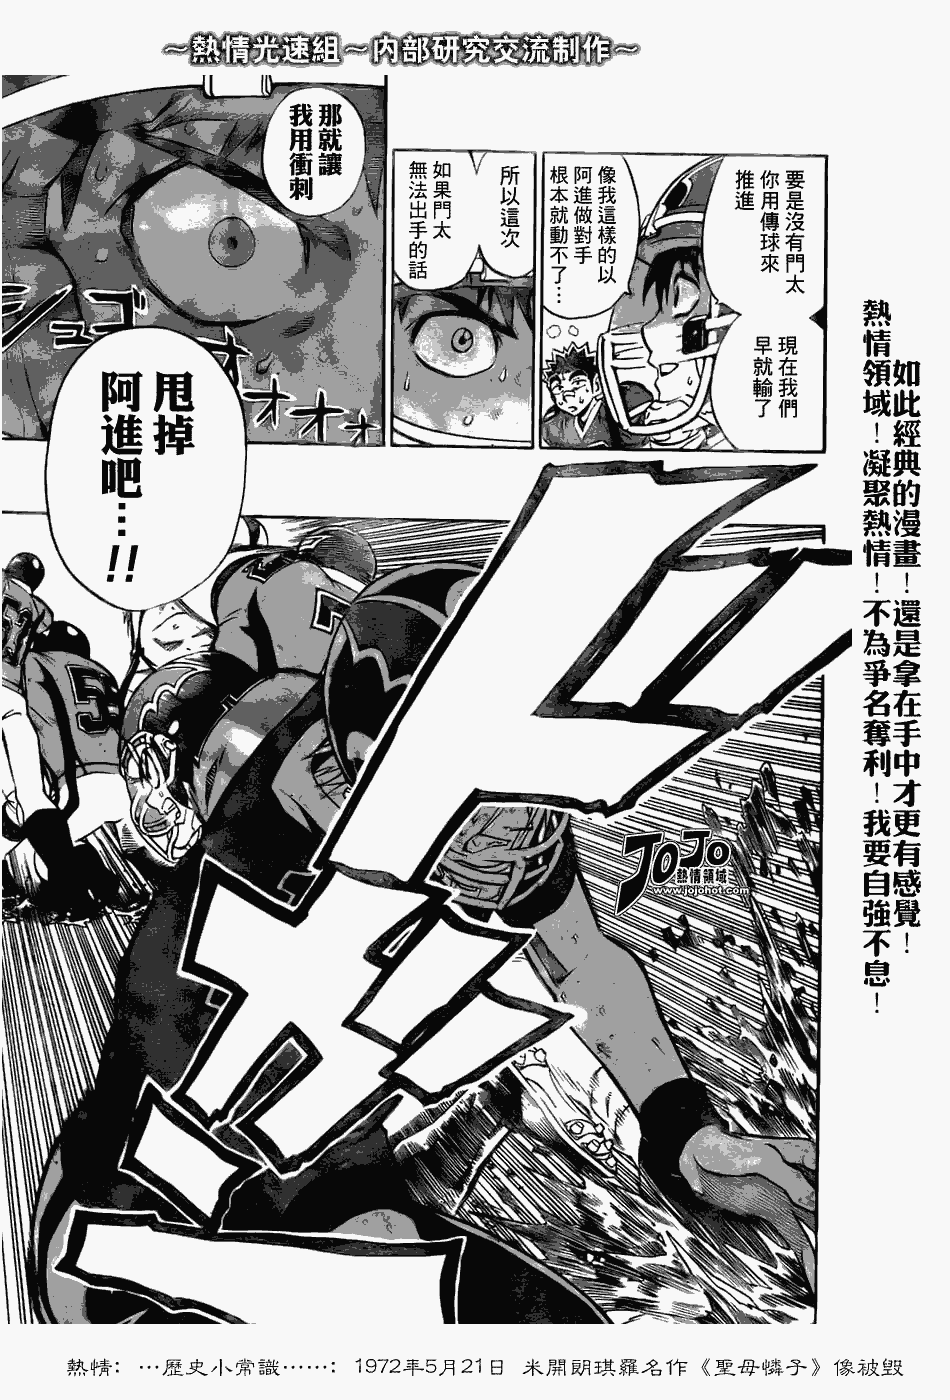 ～熱情光速組～内部研究交流制作～
要是沒有門太
你用傳球來
推進
現在我們
早就輸了
像我這樣的以
阿進做對手
根本就動不了…
所以這次
如果門太
無法出手的話
那就讓
我用衝刺
シュゴ
オオオオ
甩掉
阿進吧…!!
如此經典的漫畫！還是拿在手中才更有感覺！
熱情領域！凝聚熱情！不為爭名奪利！我要自強不息！
5
JOJO
熱情領域
www.jojohot.com
熱情：…歷史小常識……：1972年5月21日 米開朗琪羅名作《聖母憐子》像被毀